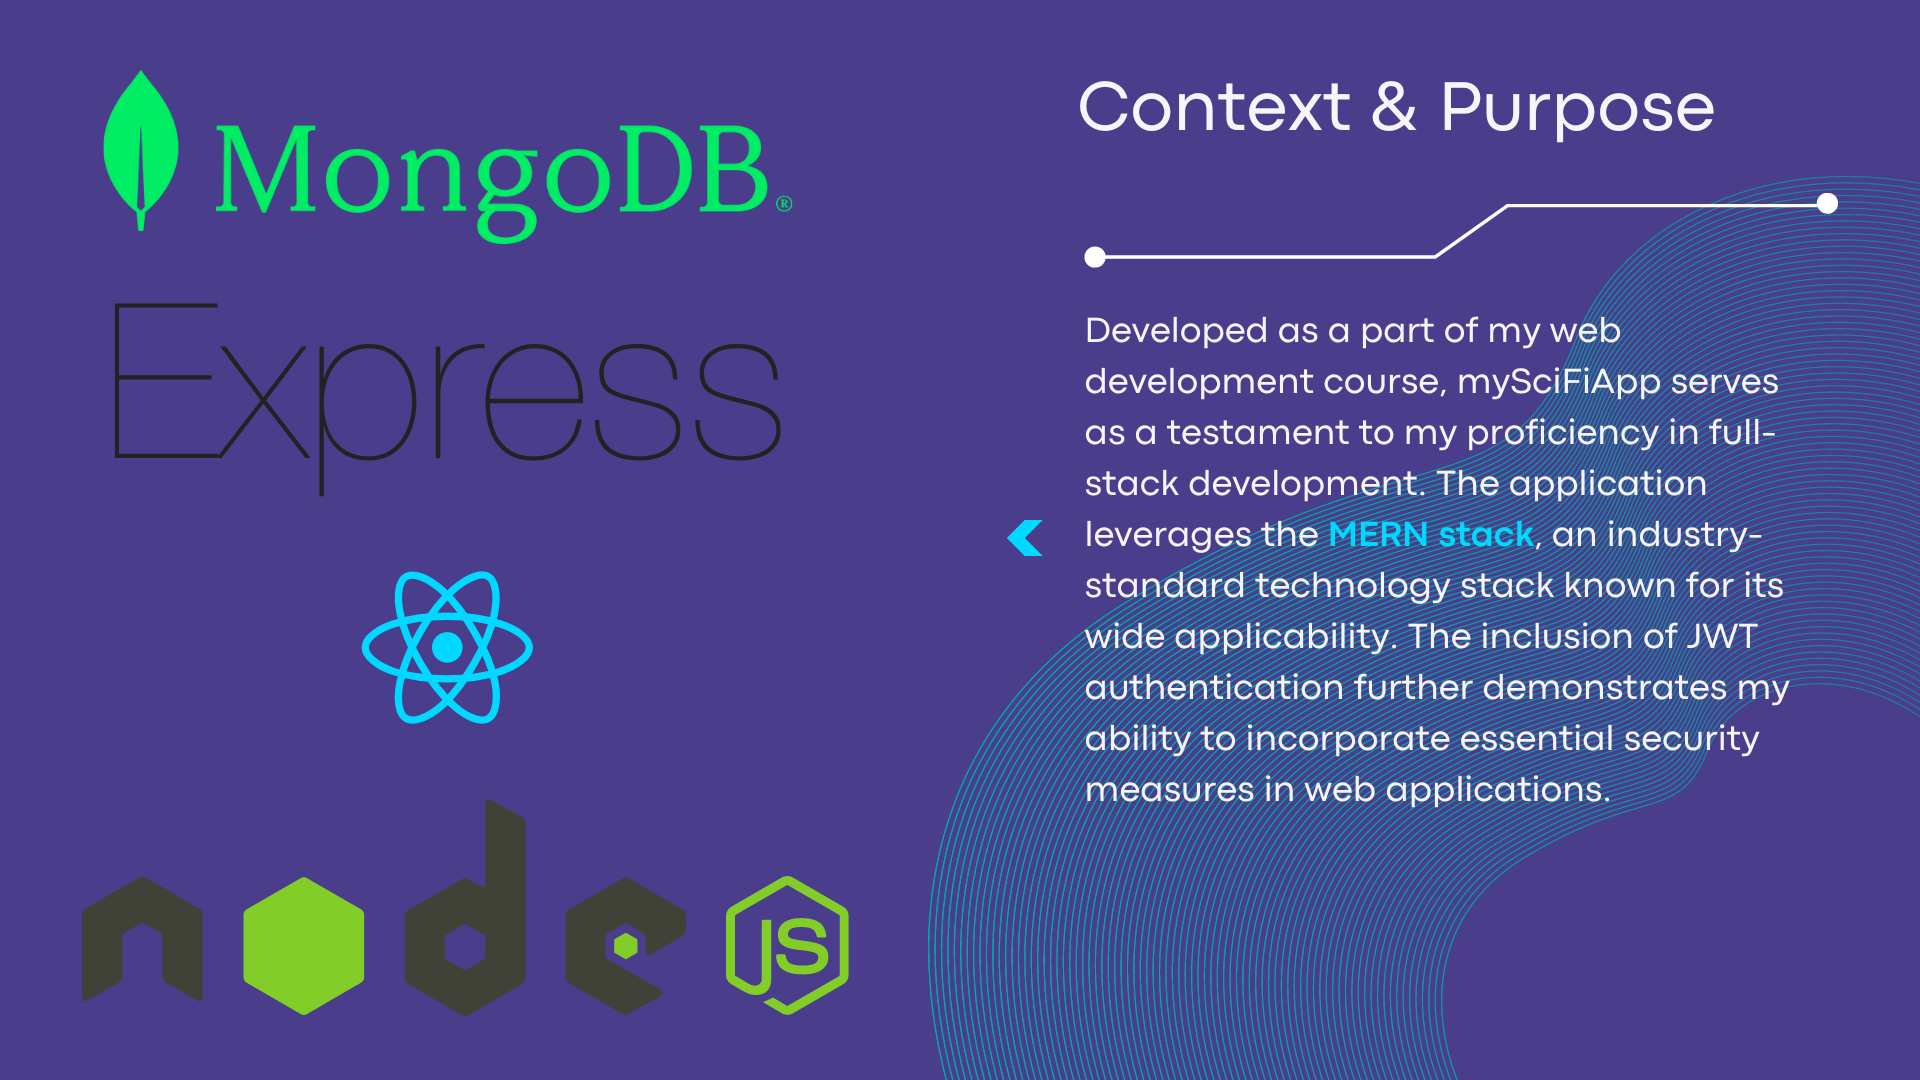 MongoDB®
Express
node JS
Context & Purpose
Developed as a part of my web
development course, mySciFiApp serves
as a testament to my proficiency in full-
stack development. The application
leverages the MERN stack, an industry-
standard technology stack known for its
wide applicability. The inclusion of JWT
authentication further demonstrates my
ability to incorporate essential security
measures in web applications.